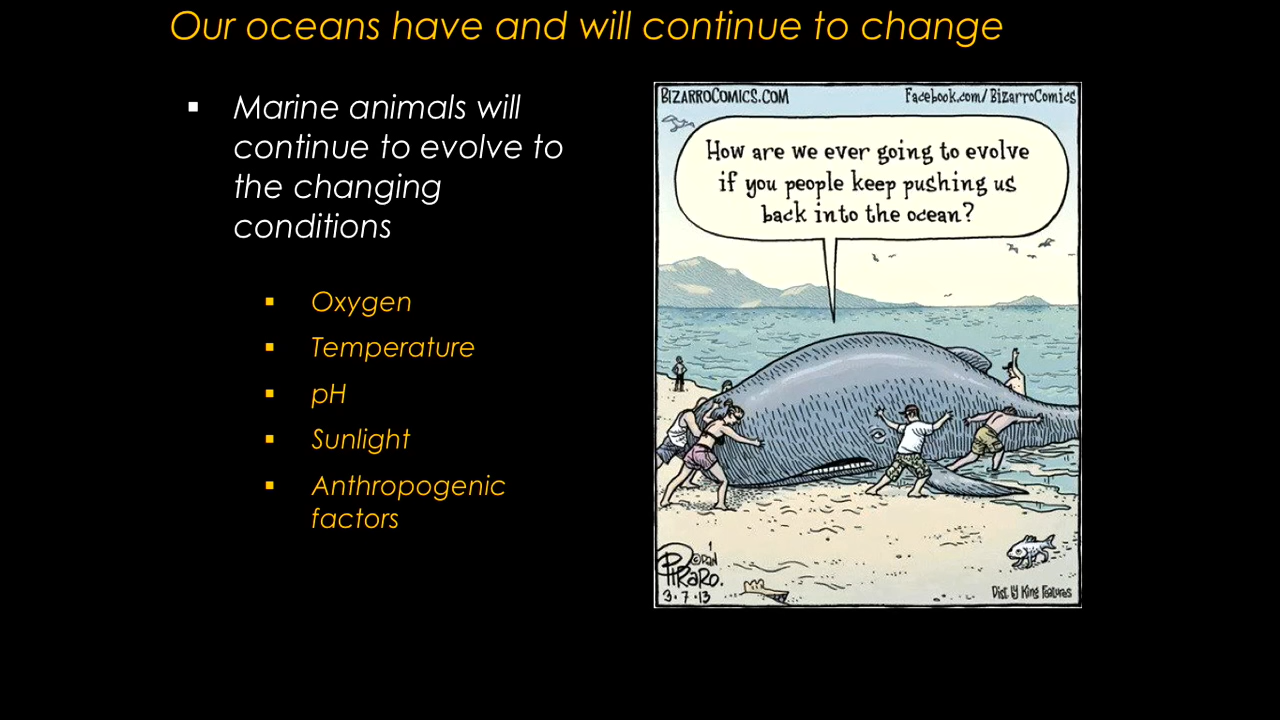 Our oceans have and will continue to change
▪ Marine animals will
continue to evolve to
the changing
conditions
▪ Oxygen
▪ Temperature
▪ pH
▪ Sunlight
▪ Anthropogenic
factors
BIZARROCOMICS.COM Facebook.com/BizarroComics
How are we ever going to evolve
if you people keep pushing us
back into the ocean?
©DAN
PIRARO.
3.7.13
Dist. by King Features